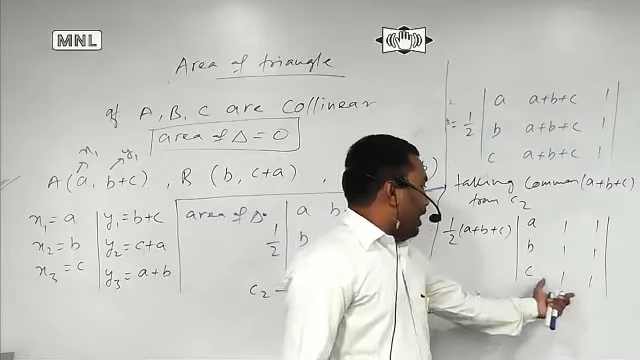 MNL
Area of triangle
If A, B, C are Collinear
area of Δ = 0
x₁ y₁
A(a, b+c) , B (b, c+a) ,
x₁ = a y₁ = b+c area of Δ. a b
x₂ = b y₂ = c+a 1/2 b
x₃ = c y₃ = a+b
c₂
= 1/2 | a a+b+c 1 |
| b a+b+c 1 |
| c a+b+c 1 |
taking Common (a+b+c)
from c₂
1/2 (a+b+c) | a 1 1 |
| b 1 1 |
| c 1 1 |